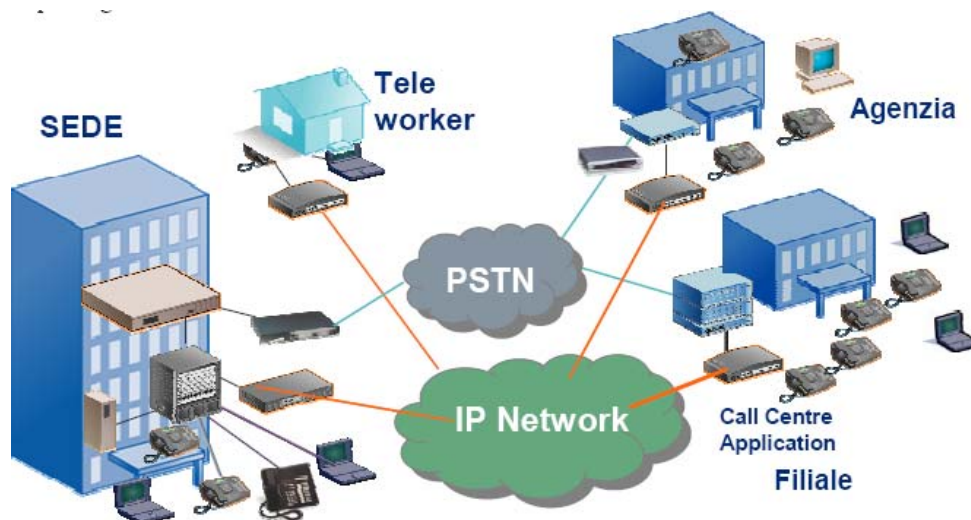 SEDE
Tele
worker
Agenzia
PSTN
IP Network
Call Centre
Application
Filiale